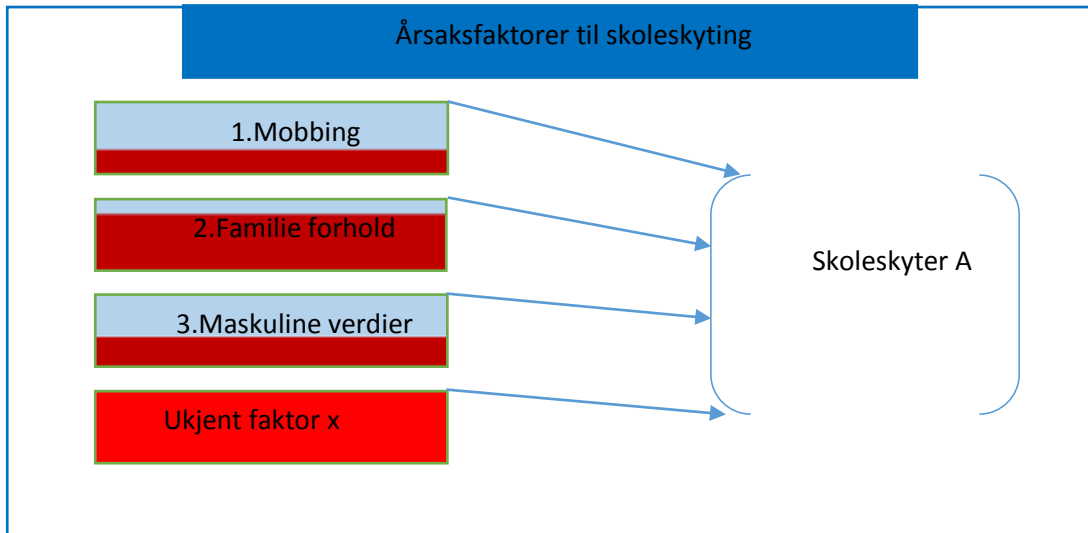 Årsaksfaktorer til skoleskyting
1.Mobbing
2.Familie forhold
3.Maskuline verdier
Ukjent faktor x
Skoleskyter A